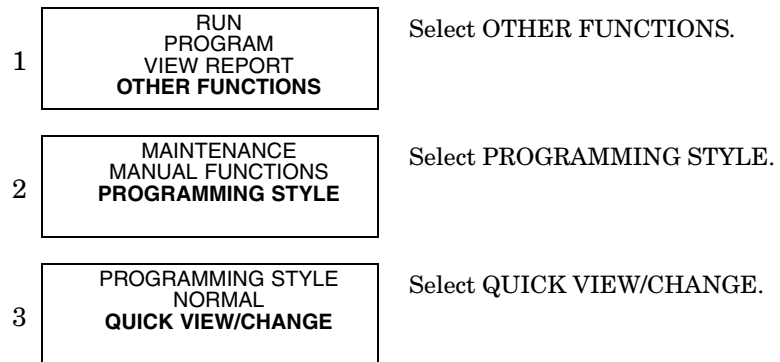 1
RUN
PROGRAM
VIEW REPORT
OTHER FUNCTIONS
Select OTHER FUNCTIONS.
2
MAINTENANCE
MANUAL FUNCTIONS
PROGRAMMING STYLE
Select PROGRAMMING STYLE.
3
PROGRAMMING STYLE
NORMAL
QUICK VIEW/CHANGE
Select QUICK VIEW/CHANGE.